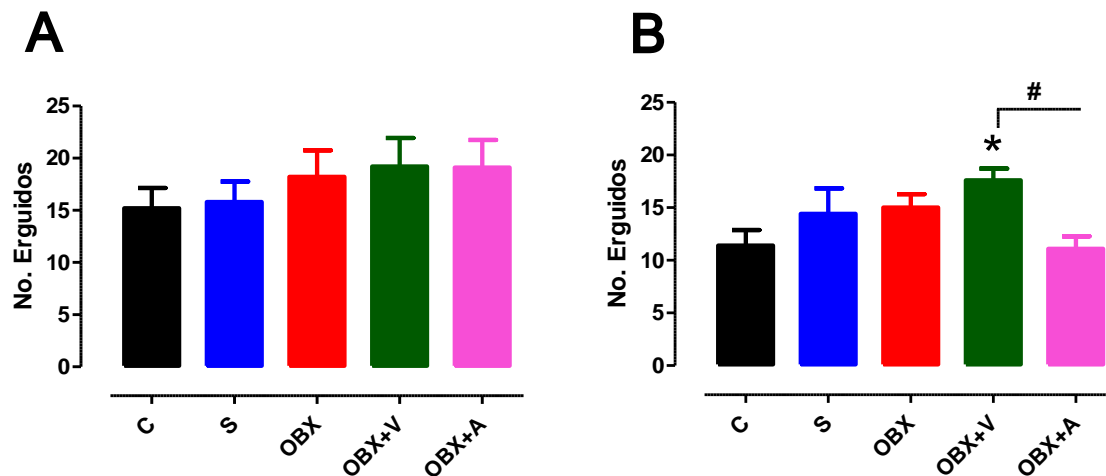 A
No. Erguidos
25
20
15
10
5
0
C
S
OBX
OBX+V
OBX+A
B
No. Erguidos
25
20
15
10
5
0
#
*
C
S
OBX
OBX+V
OBX+A